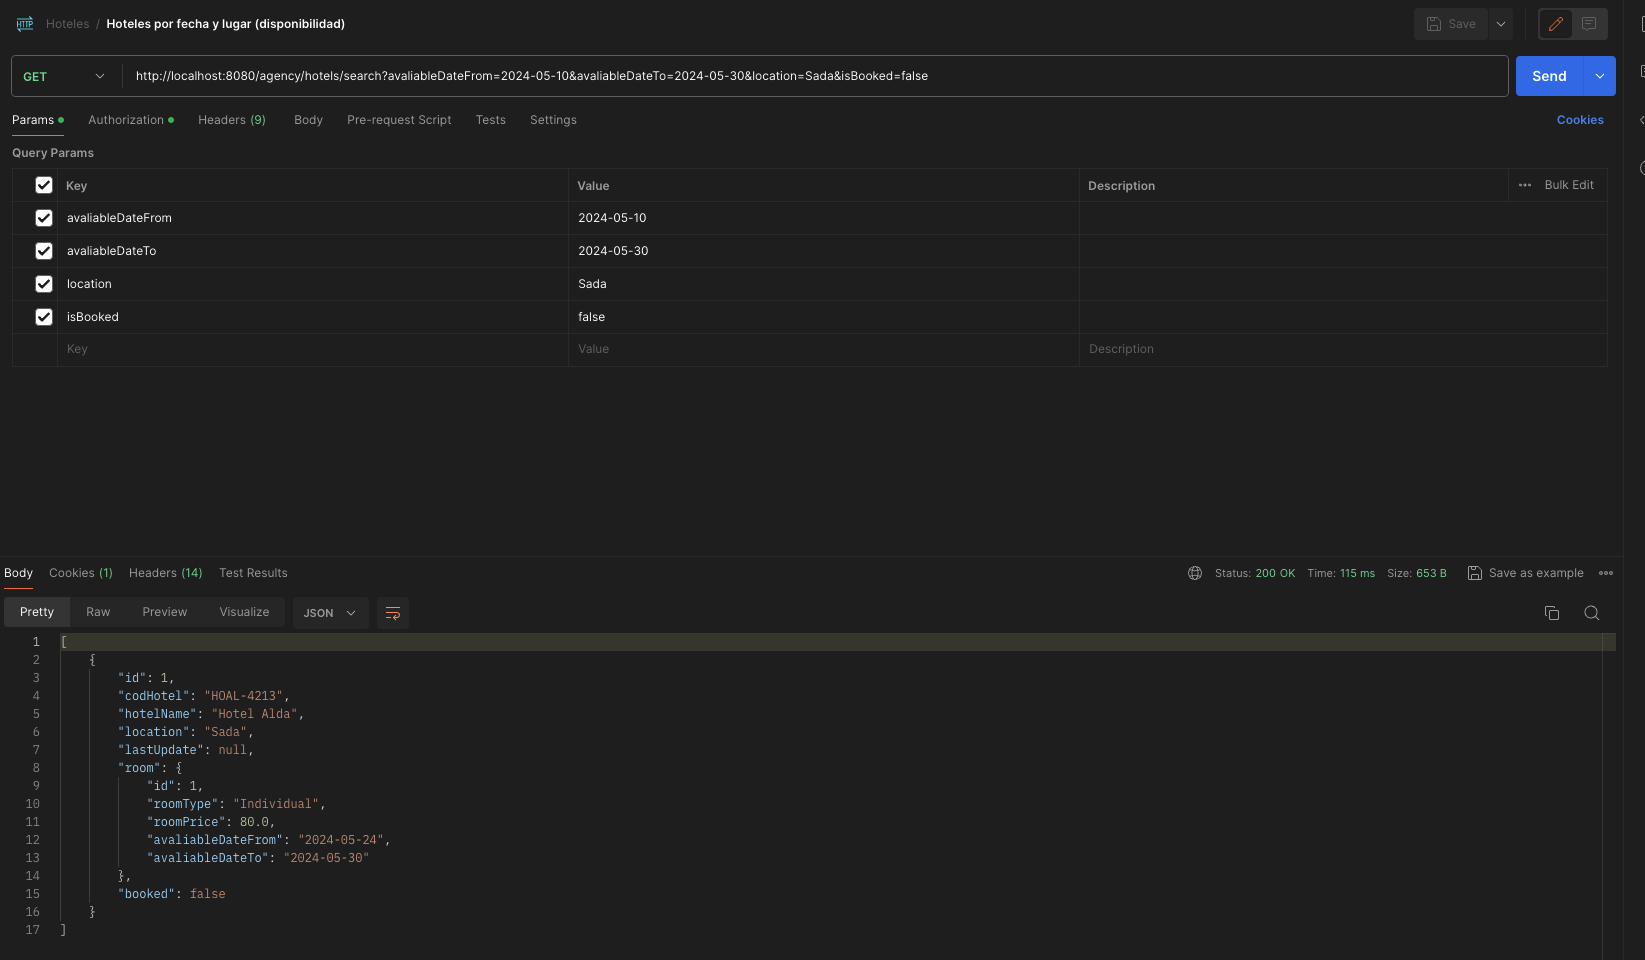 HTTP Hoteles / Hoteles por fecha y lugar (disponibilidad) Save
GET http://localhost:8080/agency/hotels/search?avaliableDateFrom=2024-05-10&avaliableDateTo=2024-05-30&location=Sada&isBooked=false Send
Params Authorization Headers (9) Body Pre-request Script Tests Settings Cookies
Query Params
Key Value Description Bulk Edit
avaliableDateFrom 2024-05-10
avaliableDateTo 2024-05-30
location Sada
isBooked false
Key Value Description
Body Cookies (1) Headers (14) Test Results Status: 200 OK Time: 115 ms Size: 653 B Save as example
Pretty Raw Preview Visualize JSON
1 [
2 {
3 "id": 1,
4 "codHotel": "HOAL-4213",
5 "hotelName": "Hotel Alda",
6 "location": "Sada",
7 "lastUpdate": null,
8 "room": {
9 "id": 1,
10 "roomType": "Individual",
11 "roomPrice": 80.0,
12 "avaliableDateFrom": "2024-05-24",
13 "avaliableDateTo": "2024-05-30"
14 },
15 "booked": false
16 }
17 ]